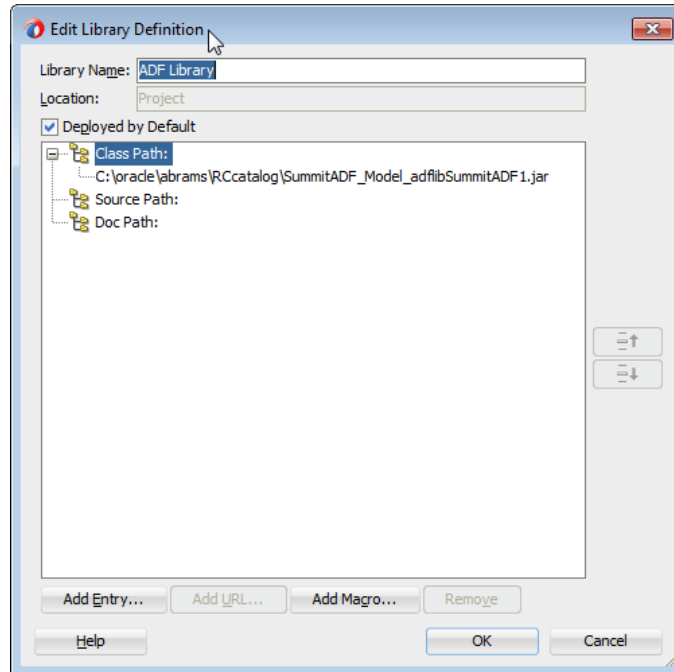 Edit Library Definition
Library Name: ADF Library
Location: Project
Deployed by Default
Class Path:
C:\oracle\abrams\RCcatalog\SummitADF_Model_adflibSummitADF1.jar
Source Path:
Doc Path:
Add Entry... Add URL... Add Macro... Remove
Help OK Cancel